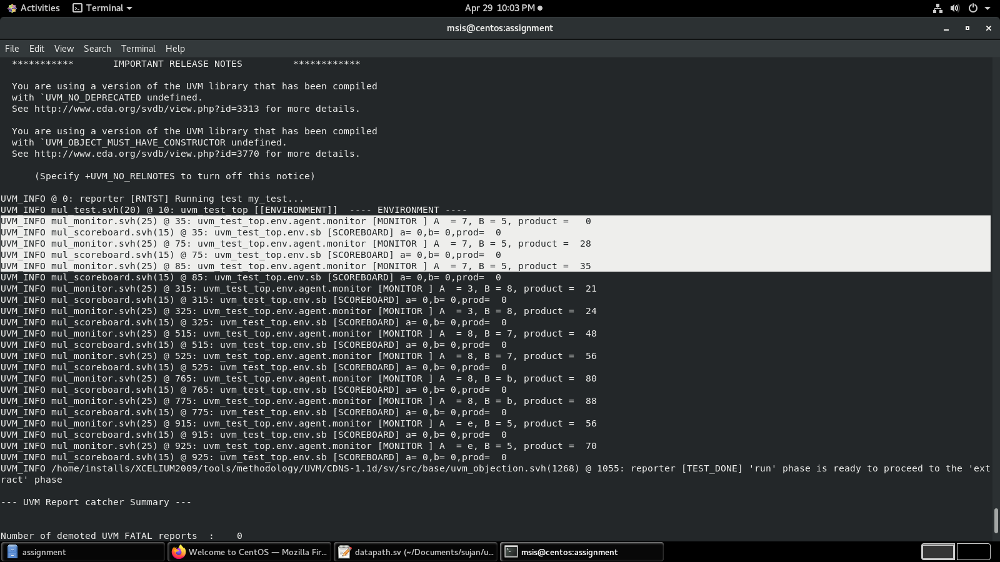 Activities Terminal Apr 29 10:03 PM
msis@centos:assignment
File Edit View Search Terminal Help
*********** IMPORTANT RELEASE NOTES ************
You are using a version of the UVM library that has been compiled
with `UVM_NO_DEPRECATED undefined.
See http://www.eda.org/svdb/view.php?id=3313 for more details.
You are using a version of the UVM library that has been compiled
with `UVM_OBJECT_MUST_HAVE_CONSTRUCTOR undefined.
See http://www.eda.org/svdb/view.php?id=3770 for more details.
(Specify +UVM_NO_RELNOTES to turn off this notice)
UVM_INFO @ 0: reporter [RNTST] Running test my_test...
UVM_INFO mul_test.svh(20) @ 10: uvm_test_top [[ENVIRONMENT]] ---- ENVIRONMENT ----
UVM_INFO mul_monitor.svh(25) @ 35: uvm_test_top.env.agent.monitor [MONITOR ] A = 7, B = 5, product = 0
UVM_INFO mul_scoreboard.svh(15) @ 35: uvm_test_top.env.sb [SCOREBOARD] a= 0,b= 0,prod= 0
UVM_INFO mul_monitor.svh(25) @ 75: uvm_test_top.env.agent.monitor [MONITOR ] A = 7, B = 5, product = 28
UVM_INFO mul_scoreboard.svh(15) @ 75: uvm_test_top.env.sb [SCOREBOARD] a= 0,b= 0,prod= 0
UVM_INFO mul_monitor.svh(25) @ 85: uvm_test_top.env.agent.monitor [MONITOR ] A = 7, B = 5, product = 35
UVM_INFO mul_scoreboard.svh(15) @ 85: uvm_test_top.env.sb [SCOREBOARD] a= 0,b= 0,prod= 0
UVM_INFO mul_monitor.svh(25) @ 315: uvm_test_top.env.agent.monitor [MONITOR ] A = 3, B = 8, product = 21
UVM_INFO mul_scoreboard.svh(15) @ 315: uvm_test_top.env.sb [SCOREBOARD] a= 0,b= 0,prod= 0
UVM_INFO mul_monitor.svh(25) @ 325: uvm_test_top.env.agent.monitor [MONITOR ] A = 3, B = 8, product = 24
UVM_INFO mul_scoreboard.svh(15) @ 325: uvm_test_top.env.sb [SCOREBOARD] a= 0,b= 0,prod= 0
UVM_INFO mul_monitor.svh(25) @ 515: uvm_test_top.env.agent.monitor [MONITOR ] A = 8, B = 7, product = 48
UVM_INFO mul_scoreboard.svh(15) @ 515: uvm_test_top.env.sb [SCOREBOARD] a= 0,b= 0,prod= 0
UVM_INFO mul_monitor.svh(25) @ 525: uvm_test_top.env.agent.monitor [MONITOR ] A = 8, B = 7, product = 56
UVM_INFO mul_scoreboard.svh(15) @ 525: uvm_test_top.env.sb [SCOREBOARD] a= 0,b= 0,prod= 0
UVM_INFO mul_monitor.svh(25) @ 765: uvm_test_top.env.agent.monitor [MONITOR ] A = 8, B = b, product = 80
UVM_INFO mul_scoreboard.svh(15) @ 765: uvm_test_top.env.sb [SCOREBOARD] a= 0,b= 0,prod= 0
UVM_INFO mul_monitor.svh(25) @ 775: uvm_test_top.env.agent.monitor [MONITOR ] A = 8, B = b, product = 88
UVM_INFO mul_scoreboard.svh(15) @ 775: uvm_test_top.env.sb [SCOREBOARD] a= 0,b= 0,prod= 0
UVM_INFO mul_monitor.svh(25) @ 915: uvm_test_top.env.agent.monitor [MONITOR ] A = e, B = 5, product = 56
UVM_INFO mul_scoreboard.svh(15) @ 915: uvm_test_top.env.sb [SCOREBOARD] a= 0,b= 0,prod= 0
UVM_INFO mul_monitor.svh(25) @ 925: uvm_test_top.env.agent.monitor [MONITOR ] A = e, B = 5, product = 70
UVM_INFO mul_scoreboard.svh(15) @ 925: uvm_test_top.env.sb [SCOREBOARD] a= 0,b= 0,prod= 0
UVM_INFO /home/installs/XCELIUM2009/tools/methodology/UVM/CDNS-1.1d/sv/src/base/uvm_objection.svh(1268) @ 1055: reporter [TEST_DONE] 'run' phase is ready to proceed to the 'ext
ract' phase
--- UVM Report catcher Summary ---
Number of demoted UVM_FATAL reports : 0
assignment Welcome to CentOS — Mozilla Fir... datapath.sv (~/Documents/sujan/u... msis@centos:assignment